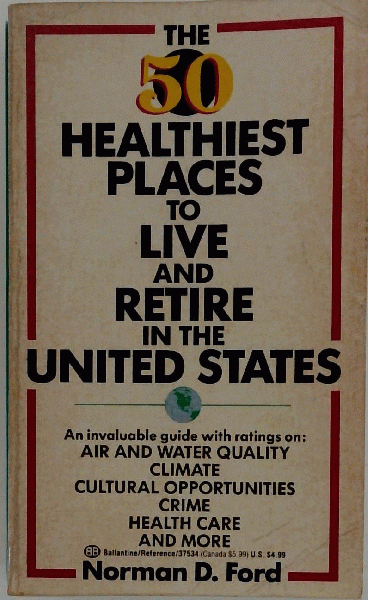 THE
50
HEALTHIEST
PLACES
TO
LIVE
AND
RETIRE
IN THE
UNITED STATES
An invaluable guide with ratings on:
AIR AND WATER QUALITY
CLIMATE
CULTURAL OPPORTUNITIES
CRIME
HEALTH CARE
AND MORE
BB Ballantine/Reference/37534 (Canada $5.99) U.S. $4.99
Norman D. Ford